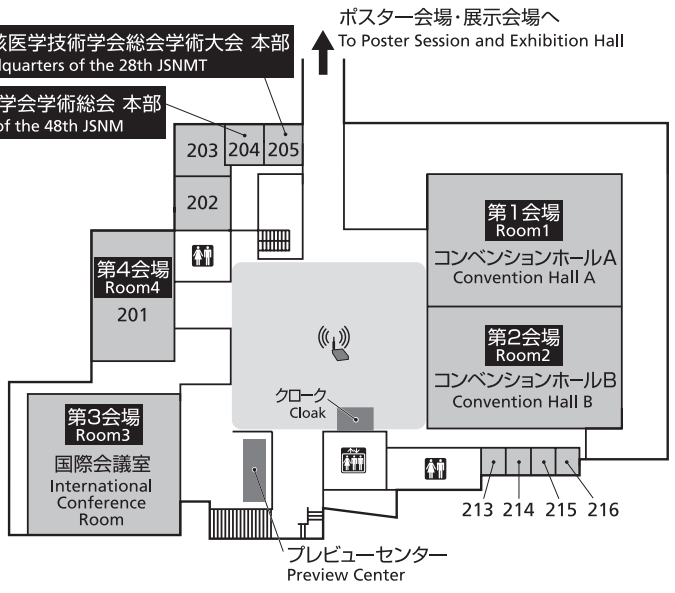 ポスター会場・展示会場へ
To Poster Session and Exhibition Hall
医学技術学会総会学術大会 本部
quarters of the 28th JSNMT
学会学術総会 本部
of the 48th JSNM
203
204
205
202
第1会場
Room1
コンベンションホールA
Convention Hall A
第4会場
Room4
201
第2会場
Room2
コンベンションホールB
Convention Hall B
クローク
Cloak
第3会場
Room3
国際会議室
International
Conference
Room
213 214 215 216
プレビューセンター
Preview Center